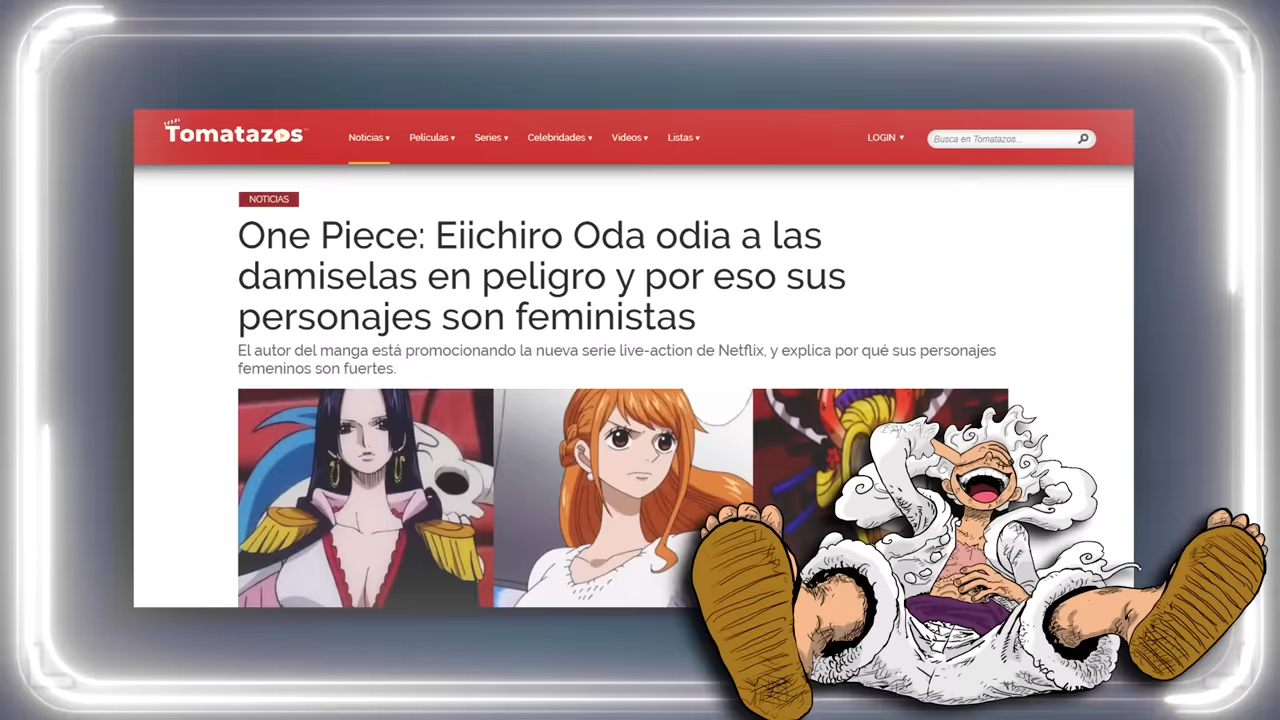 Tomatazos
Noticias ▾ Películas ▾ Series ▾ Celebridades ▾ Videos ▾ Listas ▾ LOGIN ▾ Busca en Tomatazos...
NOTICIAS
One Piece: Eiichiro Oda odia a las
damiselas en peligro y por eso sus
personajes son feministas
El autor del manga está promocionando la nueva serie live-action de Netflix, y explica por qué sus personajes
femeninos son fuertes.